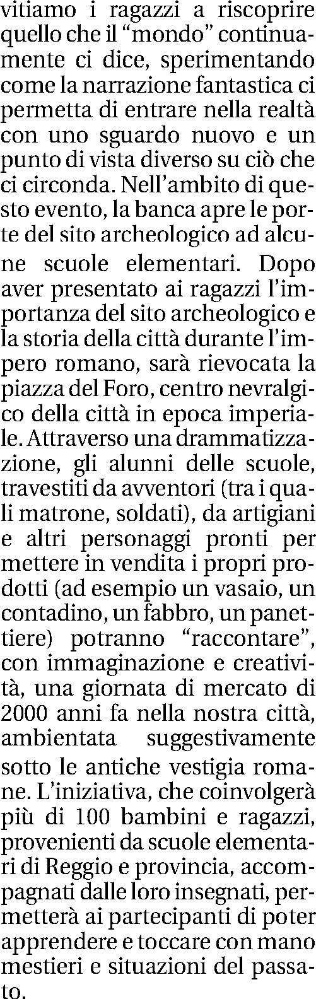 vitiamo i ragazzi a riscoprire
quello che il “mondo” continua-
mente ci dice, sperimentando
come la narrazione fantastica ci
permetta di entrare nella realtà
con uno sguardo nuovo e un
punto di vista diverso su ciò che
ci circonda. Nell’ambito di que-
sto evento, la banca apre le por-
te del sito archeologico ad alcu-
ne scuole elementari. Dopo
aver presentato ai ragazzi l’im-
portanza del sito archeologico e
la storia della città durante l’im-
pero romano, sarà rievocata la
piazza del Foro, centro nevralgi-
co della città in epoca imperia-
le. Attraverso una drammatizza-
zione, gli alunni delle scuole,
travestiti da avventori (tra i qua-
li matrone, soldati), da artigiani
e altri personaggi pronti per
mettere in vendita i propri pro-
dotti (ad esempio un vasaio, un
contadino, un fabbro, un panet-
tiere) potranno “raccontare”,
con immaginazione e creativi-
tà, una giornata di mercato di
2000 anni fa nella nostra città,
ambientata suggestivamente
sotto le antiche vestigia roma-
ne. L’iniziativa, che coinvolgerà
più di 100 bambini e ragazzi,
provenienti da scuole elementa-
ri di Reggio e provincia, accom-
pagnati dalle loro insegnati, per-
metterà ai partecipanti di poter
apprendere e toccare con mano
mestieri e situazioni del passa-
to.